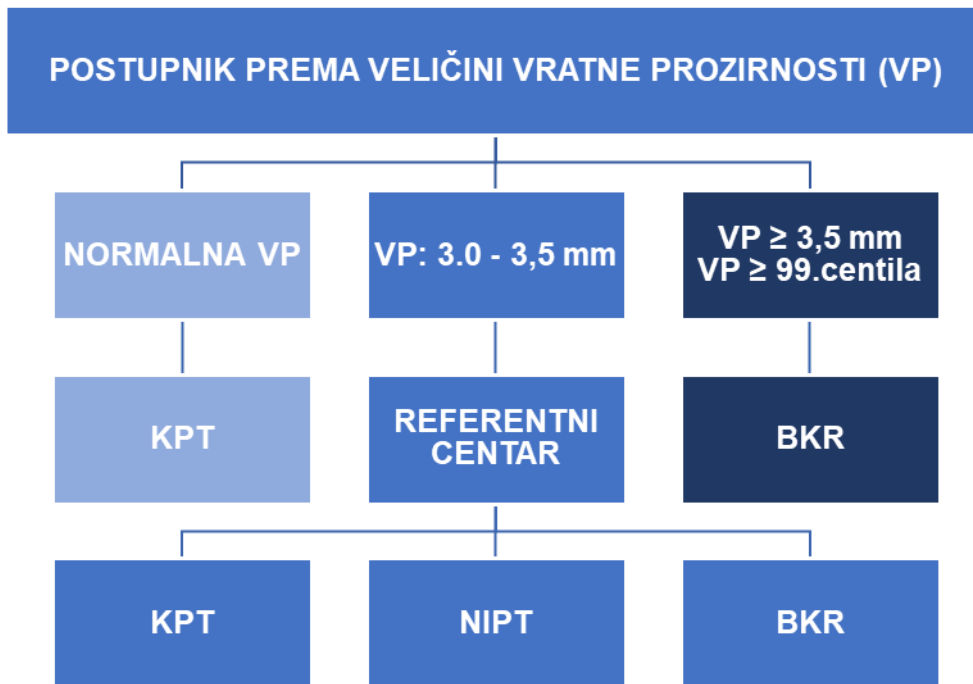 POSTUPNIK PREMA VELIČINI VRATNE PROZIRNOSTI (VP)
NORMALNA VP
VP: 3.0 - 3,5 mm
VP ≥ 3,5 mm
VP ≥ 99.centila
KPT
REFERENTNI
CENTAR
BKR
KPT
NIPT
BKR